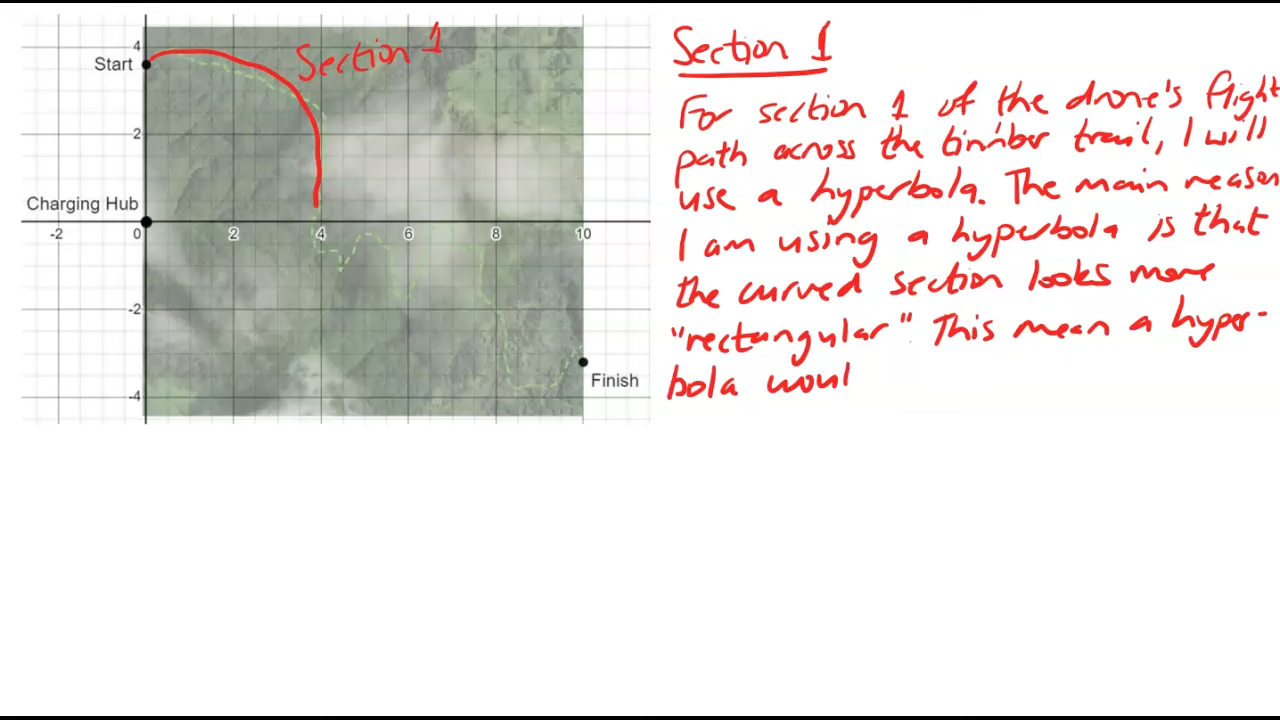 4
Section 1
Start
2
Charging Hub
-2
0
2
4
6
8
10
-2
Finish
-4
Section 1
For section 1 of the drone's flight
path across the timber trail, I will
use a hyperbola. The main reason
I am using a hyperbola is that
the curved section looks more
"rectangular". This mean a hyper-
bola woul